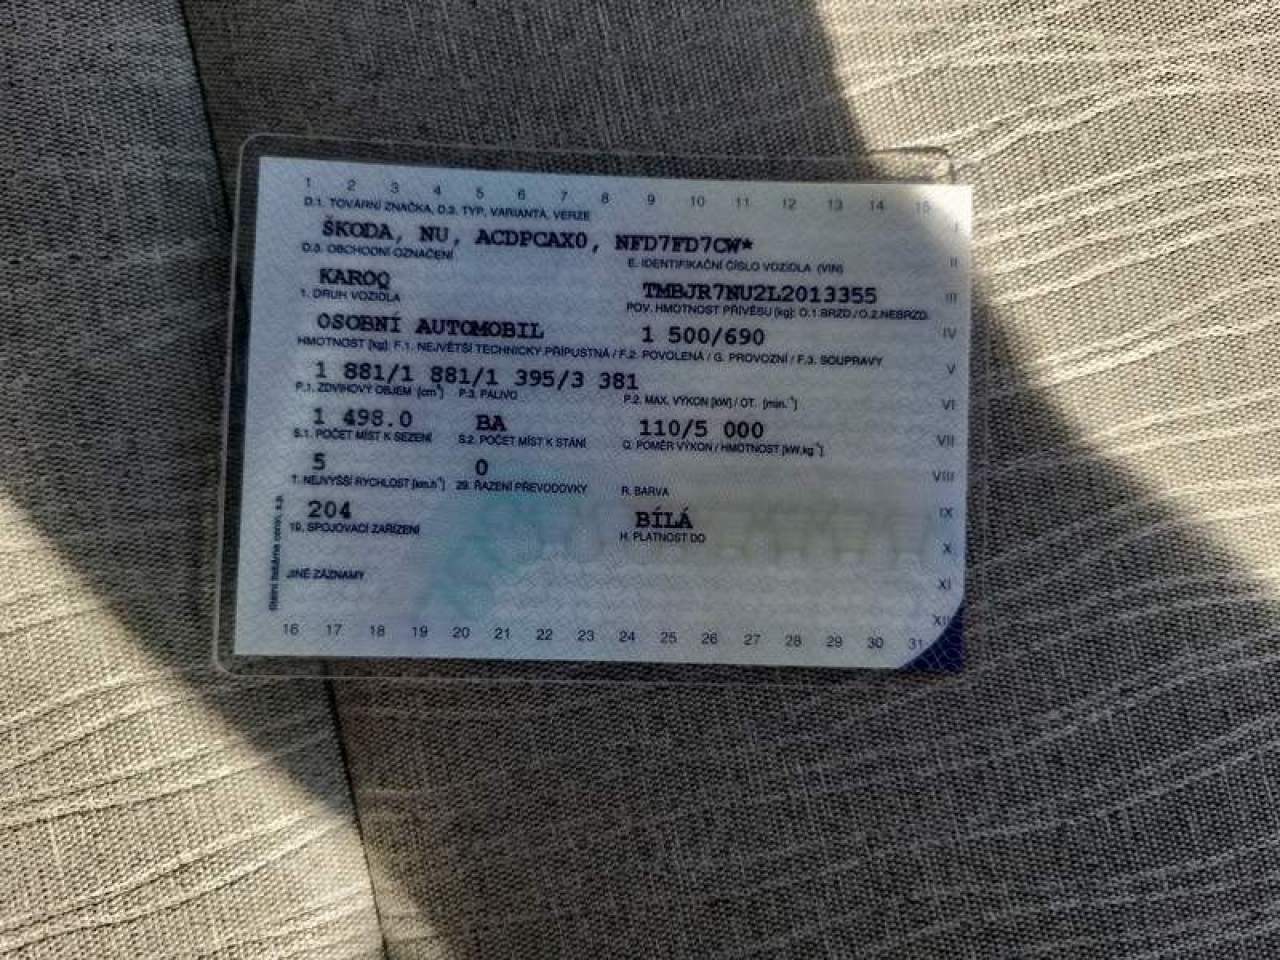 1 2 3 4 5 6 7 8 9 10 11 12 13 14 15
D.1. TOVÁRNÍ ZNAČKA, D.2. TYP, VARIANTA, VERZE
I
ŠKODA, NU, ACDPCAX0, NFD7FD7CW*
D.3. OBCHODNÍ OZNAČENÍ E. IDENTIFIKAČNÍ ČÍSLO VOZIDLA (VIN) II
KAROQ TMBJR7NU2L2013355 III
1. DRUH VOZIDLA POV. HMOTNOST PŘÍVĚSU [kg]: O.1.BRZD./O.2.NEBRZD.
OSOBNÍ AUTOMOBIL 1 500/690 IV
HMOTNOST [kg]: F.1. NEJVĚTŠÍ TECHNICKY PŘÍPUSTNÁ / F.2. POVOLENÁ / G. PROVOZNÍ / F.3. SOUPRAVY
1 881/1 881/1 395/3 381 V
P.1. ZDVIHOVÝ OBJEM [cm³] P.3. PALIVO P.2. MAX. VÝKON [kW] / OT. [min.⁻¹] VI
1 498.0 BA 110/5 000
S.1. POČET MÍST K SEZENÍ S.2. POČET MÍST K STÁNÍ Q. POMĚR VÝKON / HMOTNOST [kW.kg⁻¹] VII
5 0 VIII
T. NEJVYŠŠÍ RYCHLOST [km.h⁻¹] 29. ŘAZENÍ PŘEVODOVKY R. BARVA
204 BÍLÁ IX
19. SPOJOVACÍ ZAŘÍZENÍ H. PLATNOST DO
X
JINÉ ZÁZNAMY XI
XII
16 17 18 19 20 21 22 23 24 25 26 27 28 29 30 31
Státní tiskárna cenin, s.p.